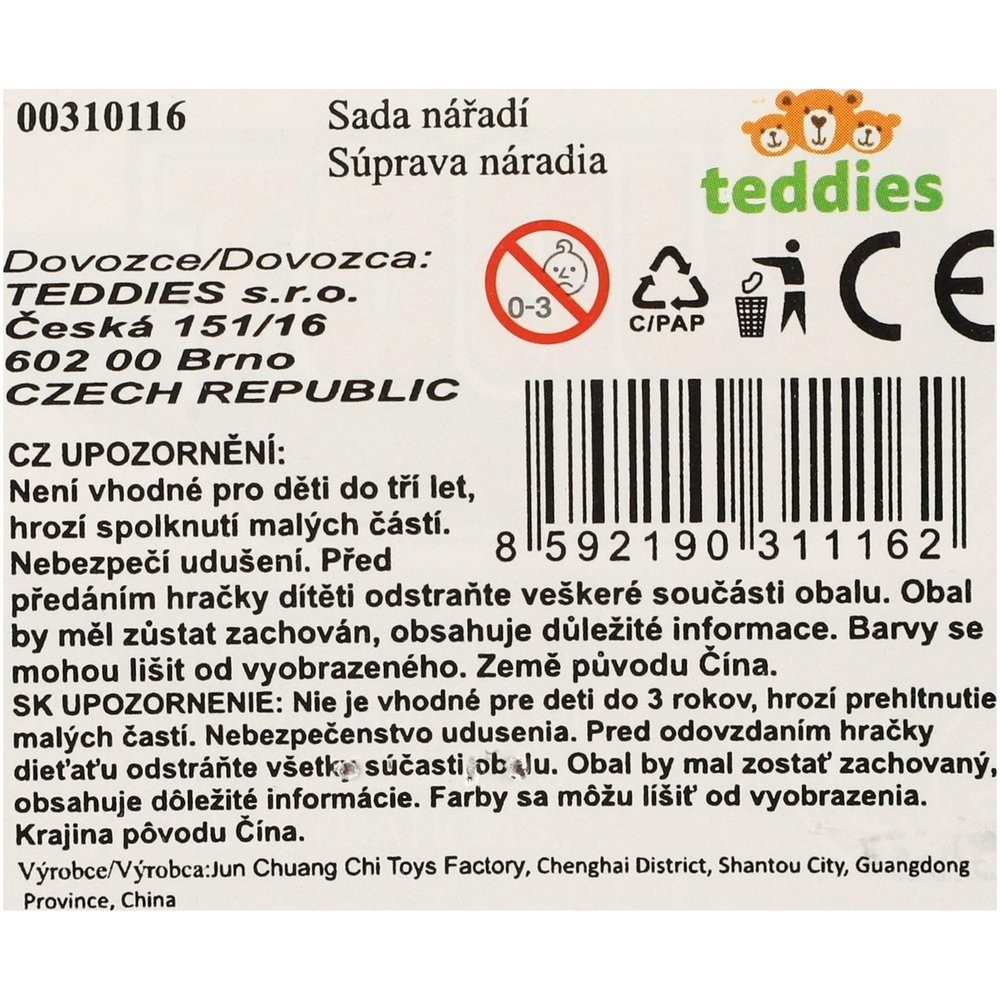 00310116
Sada nářadí
Súprava náradia
teddies
Dovozce/Dovozca:
TEDDIES s.r.o.
Česká 151/16
602 00 Brno
CZECH REPUBLIC
0-3
C/PAP
CE
8 592190 311162
CZ UPOZORNĚNÍ:
Není vhodné pro děti do tří let,
hrozí spolknutí malých částí.
Nebezpečí udušení. Před
předáním hračky dítěti odstraňte veškeré součásti obalu. Obal
by měl zůstat zachován, obsahuje důležité informace. Barvy se
mohou lišit od vyobrazeného. Země původu Čína.
SK UPOZORNENIE: Nie je vhodné pre deti do 3 rokov, hrozí prehltnutie
malých častí. Nebezpečenstvo udusenia. Pred odovzdaním hračky
dieťaťu odstráňte všetky súčasti obalu. Obal by mal zostať zachovaný,
obsahuje dôležité informácie. Farby sa môžu líšiť od vyobrazenia.
Krajina pôvodu Čína.
Výrobce/Výrobca:Jun Chuang Chi Toys Factory, Chenghai District, Shantou City, Guangdong
Province, China